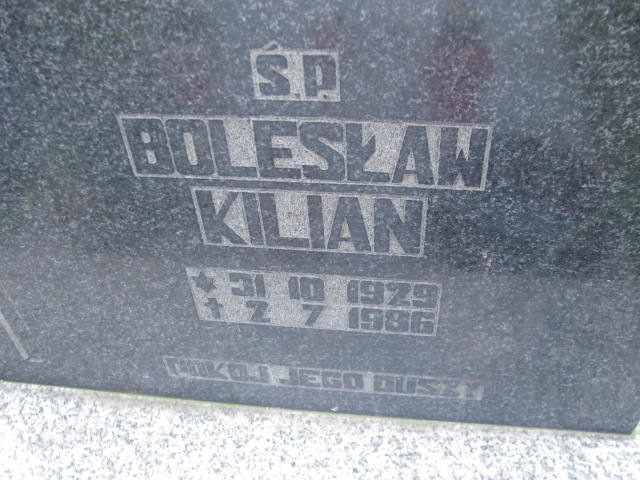 Ś.P.
BOLESŁAW
KILIAN
* 31 10 1929
† 2 7 1986
POKÓJ JEGO DUSZY